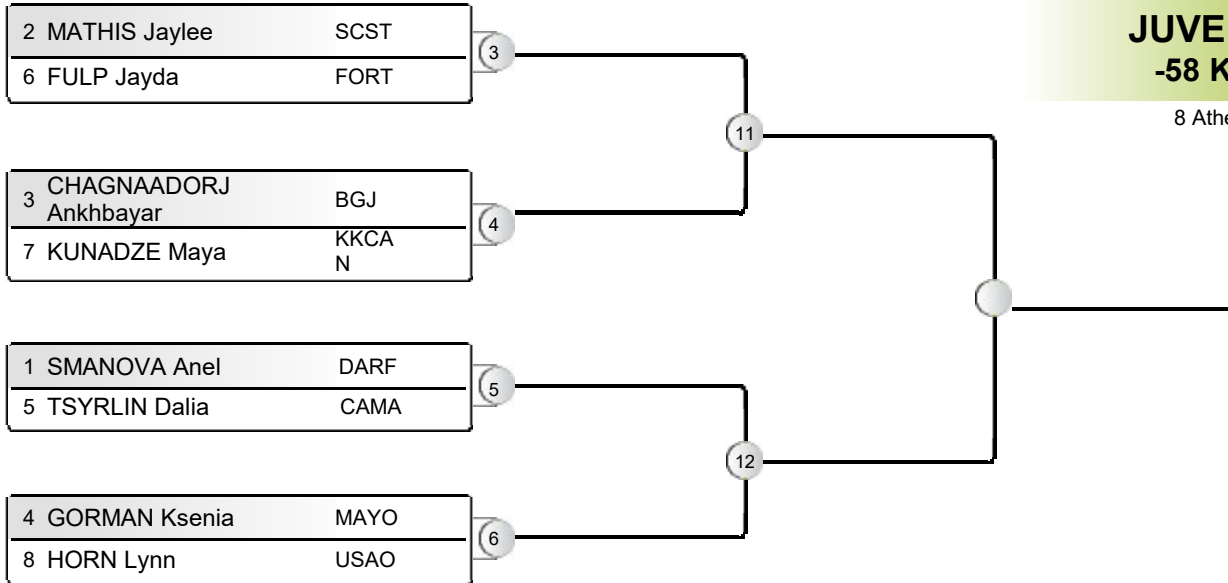 JUVE
-58 K
8 Athe
2 MATHIS Jaylee SCST
6 FULP Jayda FORT
3
11
3 CHAGNAADORJ
Ankhbayar BGJ
7 KUNADZE Maya KKCA
N
4
1 SMANOVA Anel DARF
5 TSYRLIN Dalia CAMA
5
12
4 GORMAN Ksenia MAYO
8 HORN Lynn USAO
6